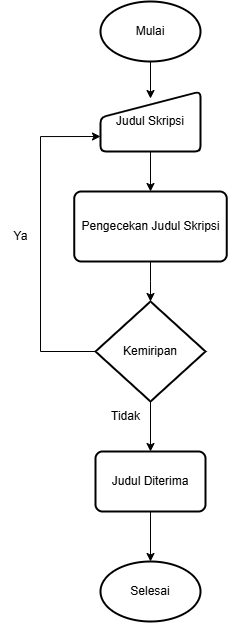 Mulai
Judul Skripsi
Pengecekan Judul Skripsi
Ya
Kemiripan
Tidak
Judul Diterima
Selesai